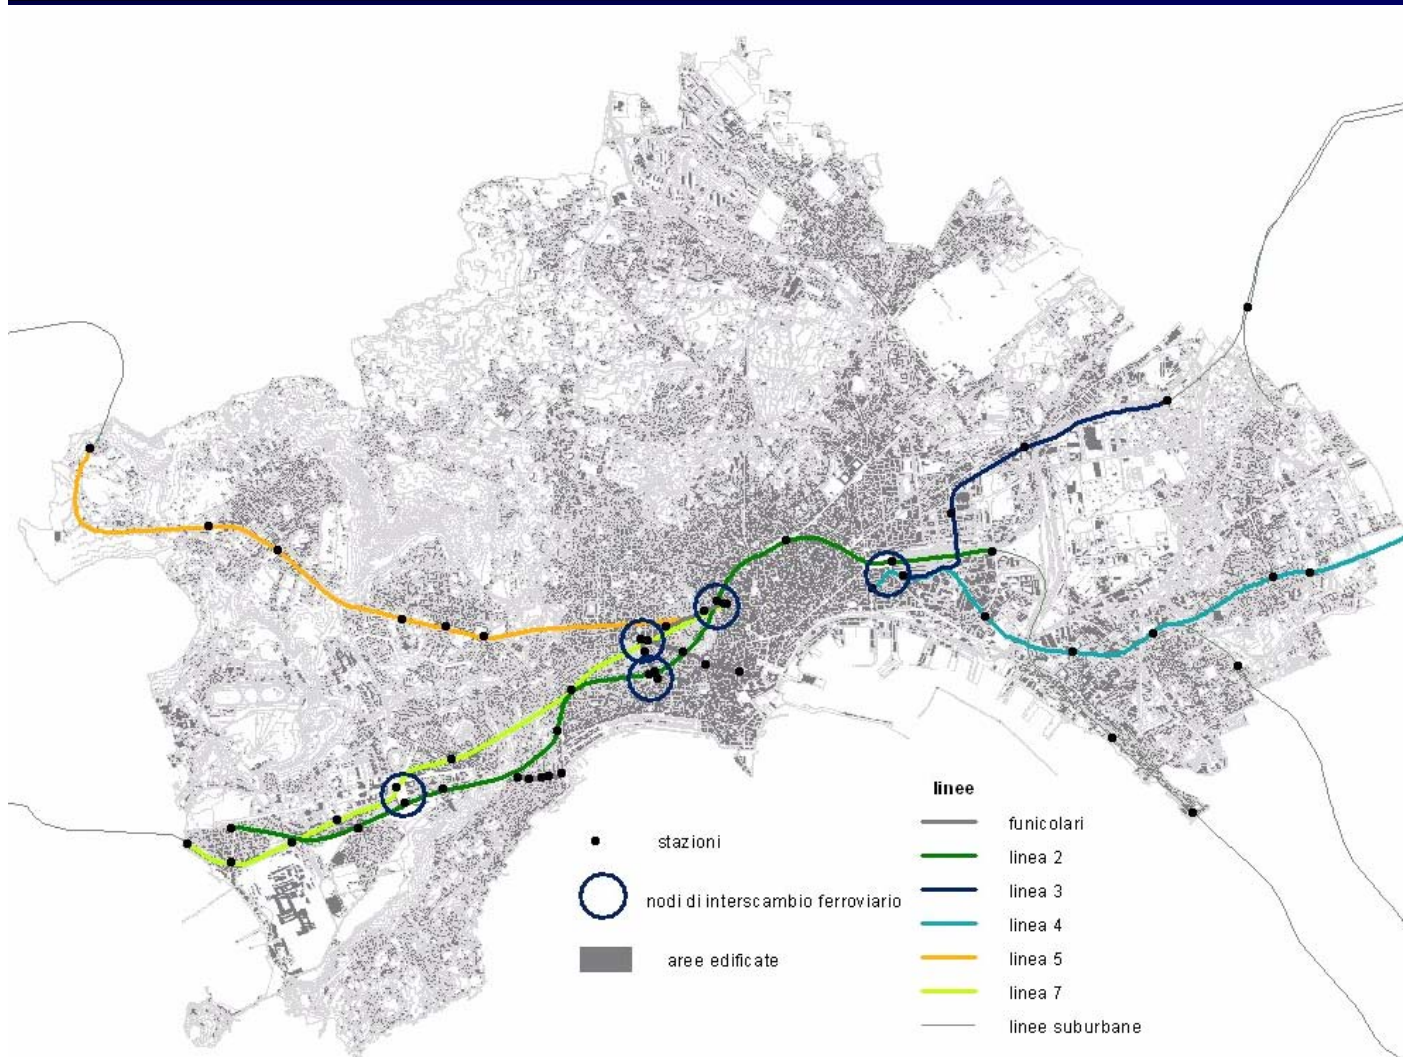 stazioni
nodi di interscambio ferroviario
aree edificate
linee
funicolari
linea 2
linea 3
linea 4
linea 5
linea 7
linee suburbane